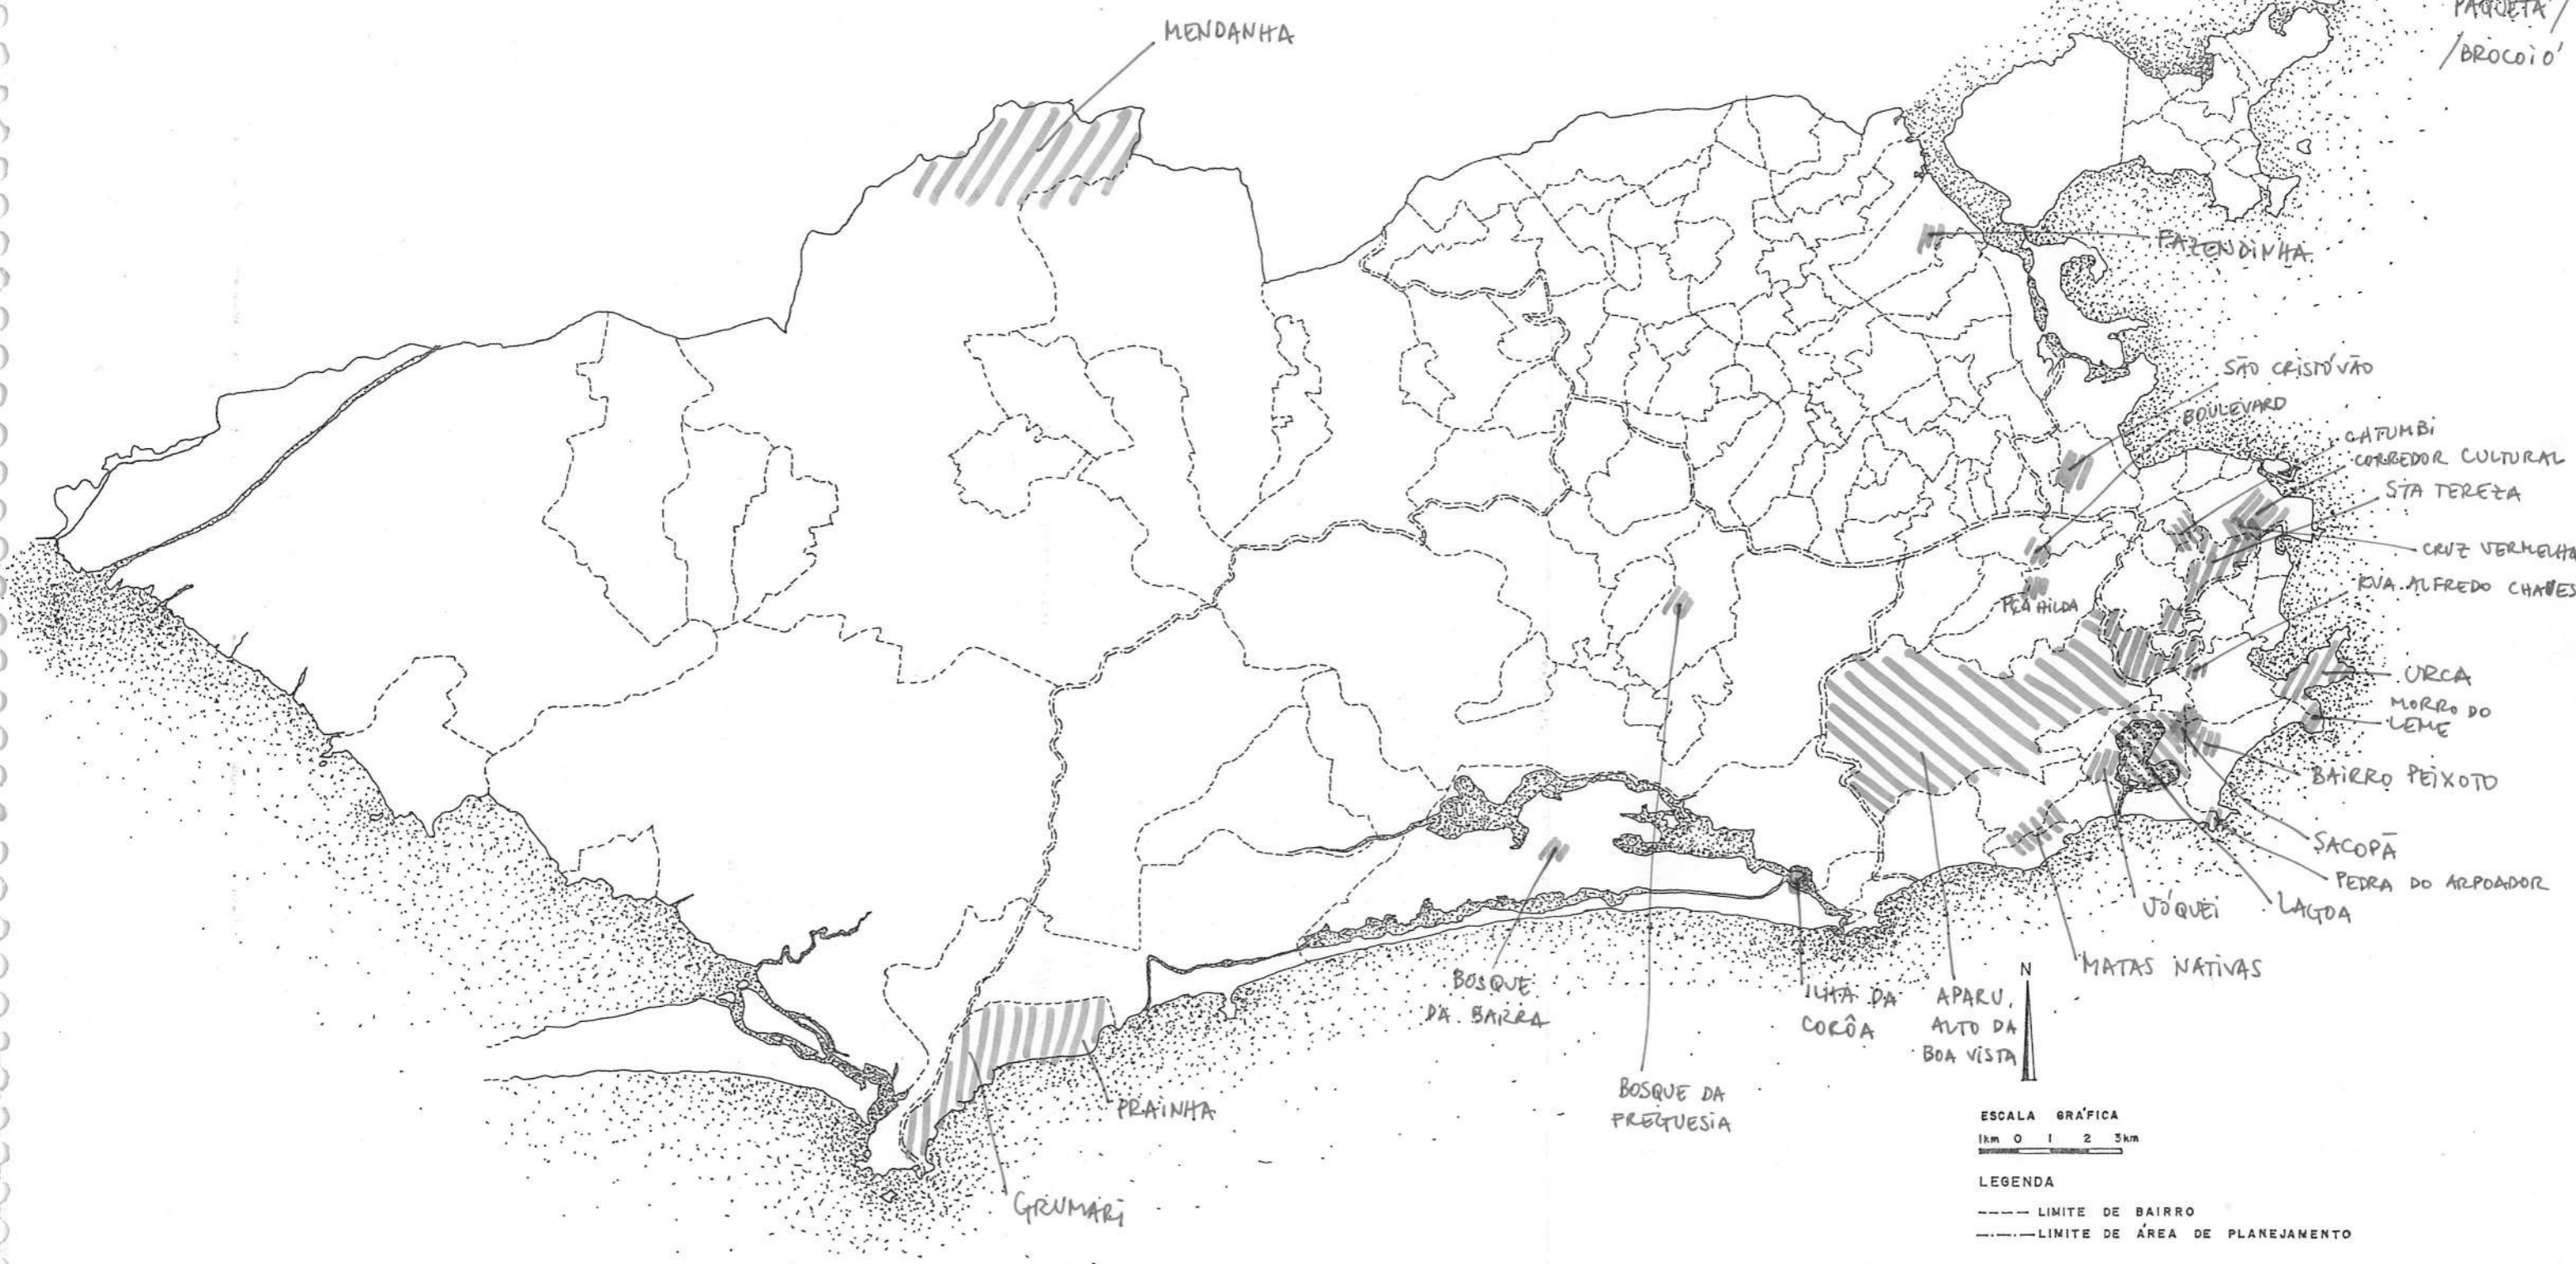 PAQUETÁ /
/ BROCOIÓ
MENDANHA
FAZENDINHA
SÃO CRISTÓVÃO
BOULEVARD
CATUMBI
CORREDOR CULTURAL
STA TEREZA
CRUZ VERMELHA
RUA ALFREDO CHAVES
PÇA HILDA
URCA
MORRO DO
LEME
BAIRRO PEIXOTO
SACOPÃ
PEDRA DO ARPOADOR
LAGOA
JÓQUEI
MATAS NATIVAS
APARU
ALTO DA
BOA VISTA
ILHA DA
CORÔA
BOSQUE
DA BARRA
BOSQUE DA
FREGUESIA
PRAINHA
GRUMARI
N
ESCALA GRÁFICA
1km 0 1 2 3km
LEGENDA
---- LIMITE DE BAIRRO
—.—.— LIMITE DE ÁREA DE PLANEJAMENTO